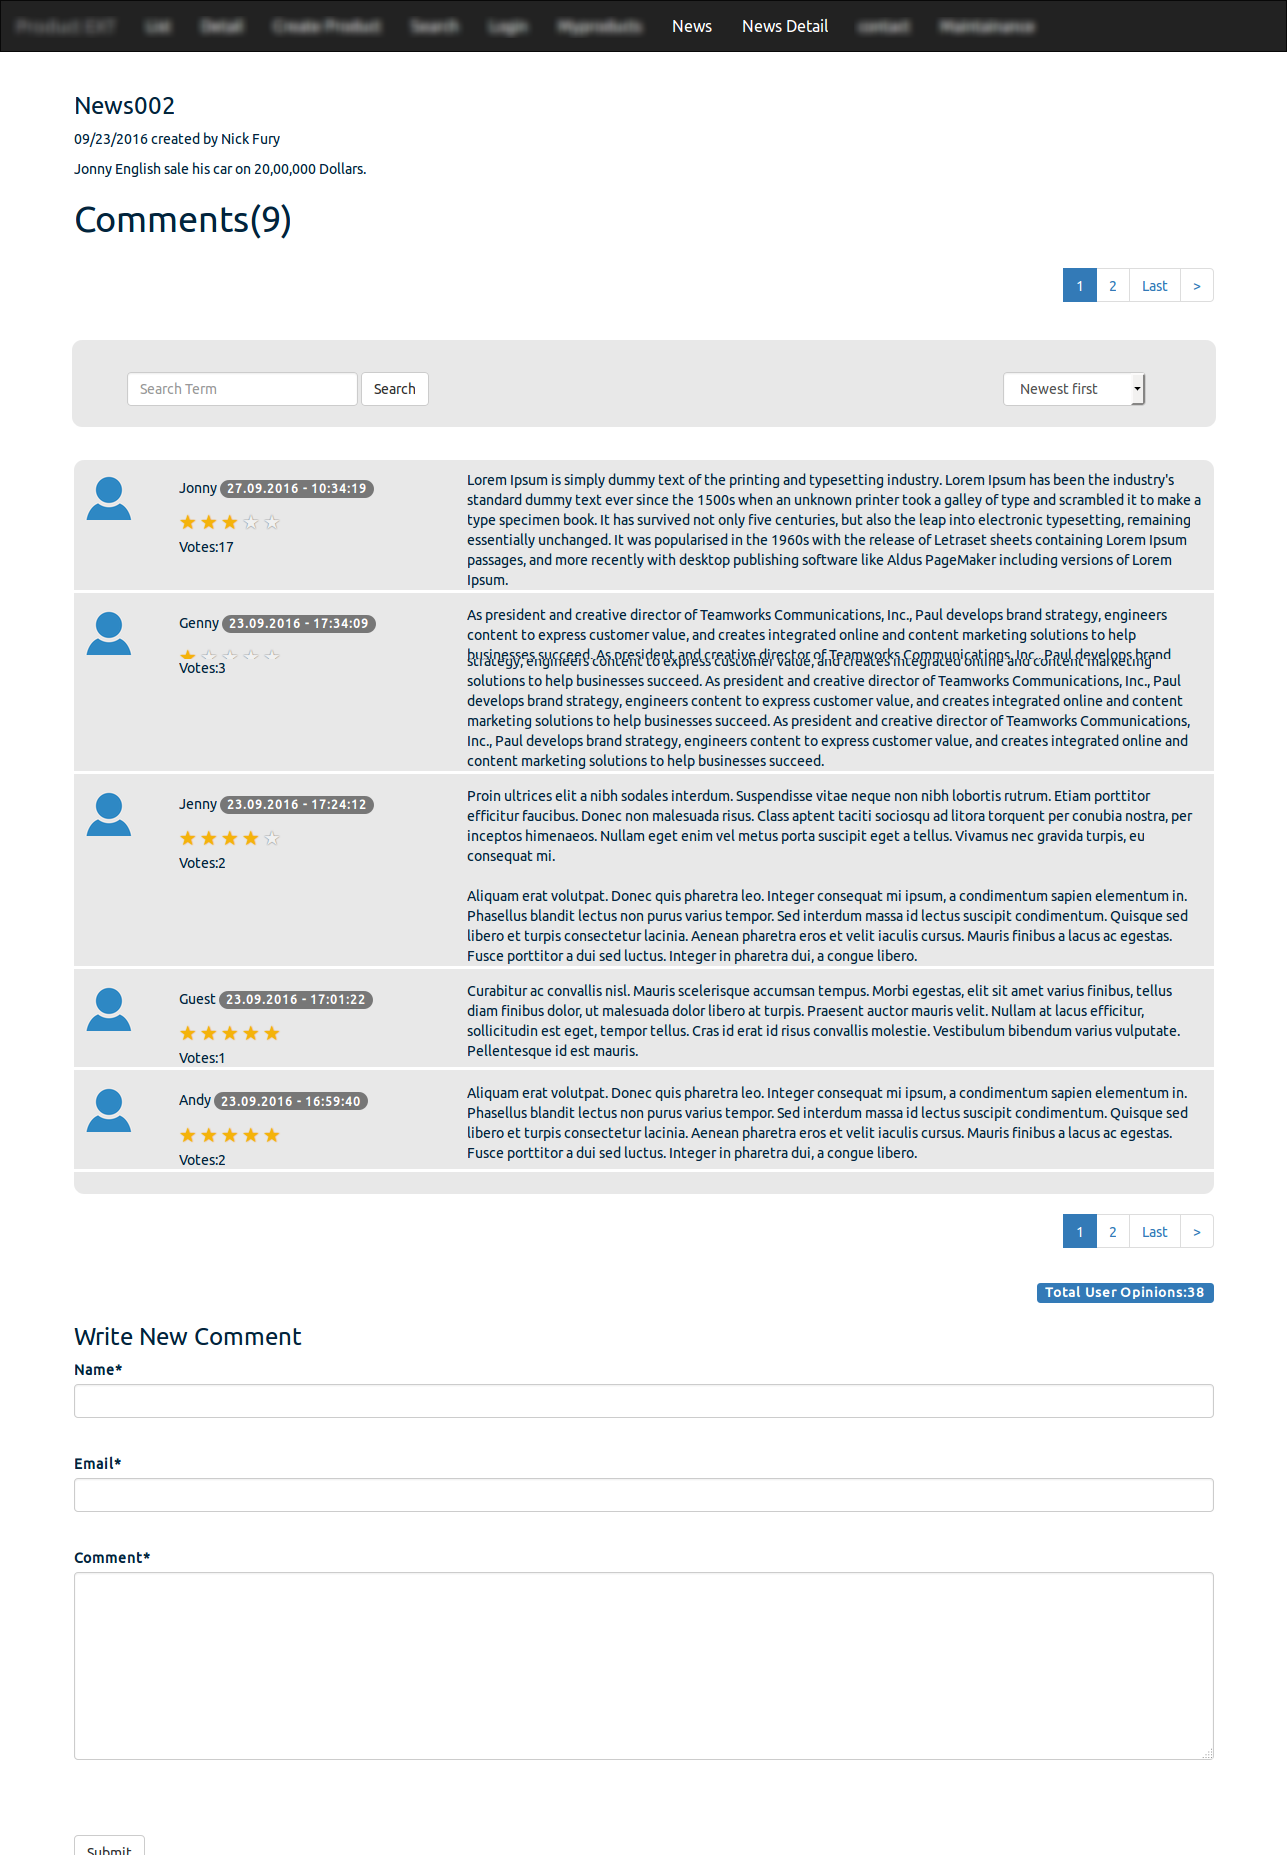 News News Detail
News002
09/23/2016 created by Nick Fury
Jonny English sale his car on 20,00,000 Dollars.
Comments(9)
1 2 Last >
Search Term Search Newest first
Jonny 27.09.2016 - 10:34:19
Votes:17
Lorem Ipsum is simply dummy text of the printing and typesetting industry. Lorem Ipsum has been the industry's
standard dummy text ever since the 1500s when an unknown printer took a galley of type and scrambled it to make a
type specimen book. It has survived not only five centuries, but also the leap into electronic typesetting, remaining
essentially unchanged. It was popularised in the 1960s with the release of Letraset sheets containing Lorem Ipsum
passages, and more recently with desktop publishing software like Aldus PageMaker including versions of Lorem
Ipsum.
Genny 23.09.2016 - 17:34:09
Votes:3
As president and creative director of Teamworks Communications, Inc., Paul develops brand strategy, engineers
content to express customer value, and creates integrated online and content marketing solutions to help
businesses succeed. As president and creative director of Teamworks Communications, Inc., Paul develops brand
strategy, engineers content to express customer value, and creates integrated online and content marketing
solutions to help businesses succeed. As president and creative director of Teamworks Communications, Inc., Paul
develops brand strategy, engineers content to express customer value, and creates integrated online and content
marketing solutions to help businesses succeed. As president and creative director of Teamworks Communications,
Inc., Paul develops brand strategy, engineers content to express customer value, and creates integrated online and
content marketing solutions to help businesses succeed.
Jenny 23.09.2016 - 17:24:12
Votes:2
Proin ultrices elit a nibh sodales interdum. Suspendisse vitae neque non nibh lobortis rutrum. Etiam porttitor
efficitur faucibus. Donec non malesuada risus. Class aptent taciti sociosqu ad litora torquent per conubia nostra, per
inceptos himenaeos. Nullam eget enim vel metus porta suscipit eget a tellus. Vivamus nec gravida turpis, eu
consequat mi.
Aliquam erat volutpat. Donec quis pharetra leo. Integer consequat mi ipsum, a condimentum sapien elementum in.
Phasellus blandit lectus non purus varius tempor. Sed interdum massa id lectus suscipit condimentum. Quisque sed
libero et turpis consectetur lacinia. Aenean pharetra eros et velit iaculis cursus. Mauris finibus a lacus ac egestas.
Fusce porttitor a dui sed luctus. Integer in pharetra dui, a congue libero.
Guest 23.09.2016 - 17:01:22
Votes:1
Curabitur ac convallis nisl. Mauris scelerisque accumsan tempus. Morbi egestas, elit sit amet varius finibus, tellus
diam finibus dolor, ut malesuada dolor libero at turpis. Praesent auctor mauris velit. Nullam at lacus efficitur,
sollicitudin est eget, tempor tellus. Cras id erat id risus convallis molestie. Vestibulum bibendum varius vulputate.
Pellentesque id est mauris.
Andy 23.09.2016 - 16:59:40
Votes:2
Aliquam erat volutpat. Donec quis pharetra leo. Integer consequat mi ipsum, a condimentum sapien elementum in.
Phasellus blandit lectus non purus varius tempor. Sed interdum massa id lectus suscipit condimentum. Quisque sed
libero et turpis consectetur lacinia. Aenean pharetra eros et velit iaculis cursus. Mauris finibus a lacus ac egestas.
Fusce porttitor a dui sed luctus. Integer in pharetra dui, a congue libero.
1 2 Last >
Total User Opinions:38
Write New Comment
Name*
Email*
Comment*
Submit